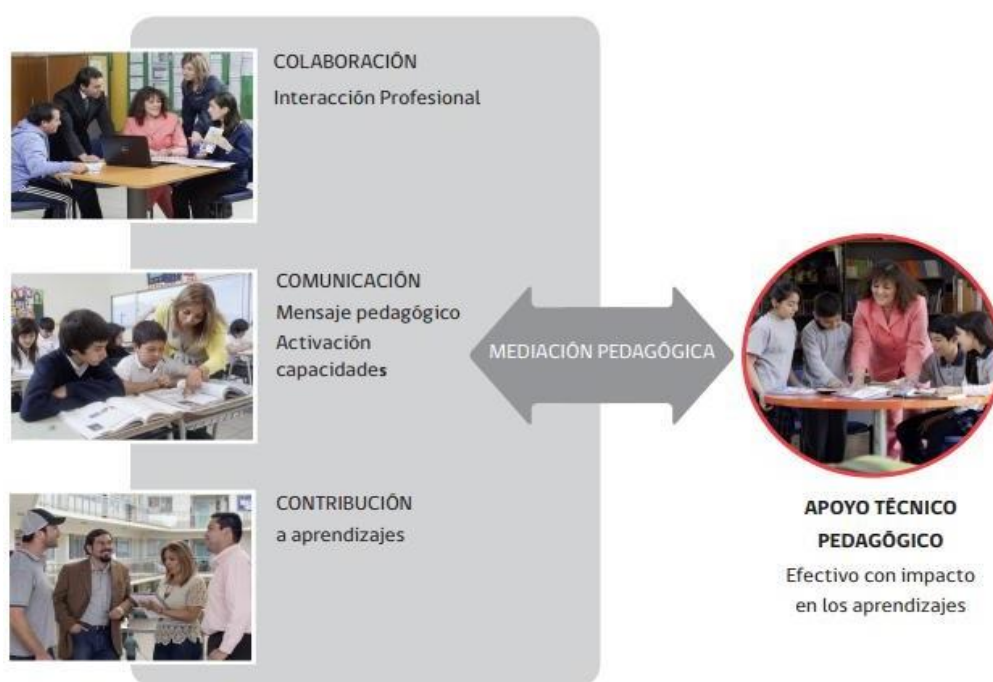 COLABORACIÓN
Interacción Profesional
COMUNICACIÓN
Mensaje pedagógico
Activación
capacidades
MEDIACIÓN PEDAGÓGICA
CONTRIBUCIÓN
a aprendizajes
APOYO TÉCNICO
PEDAGÓGICO
Efectivo con impacto
en los aprendizajes